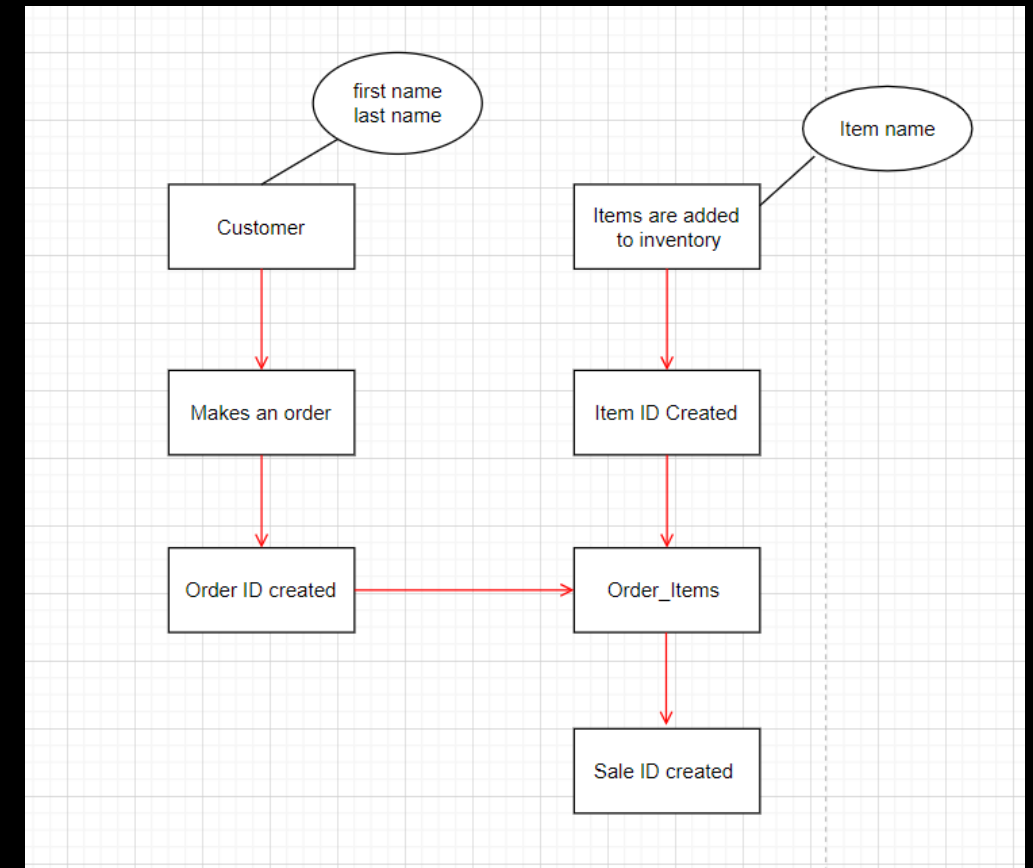 first name
last name
Item name
Customer
Items are added
to inventory
Makes an order
Item ID Created
Order ID created
Order_Items
Sale ID created